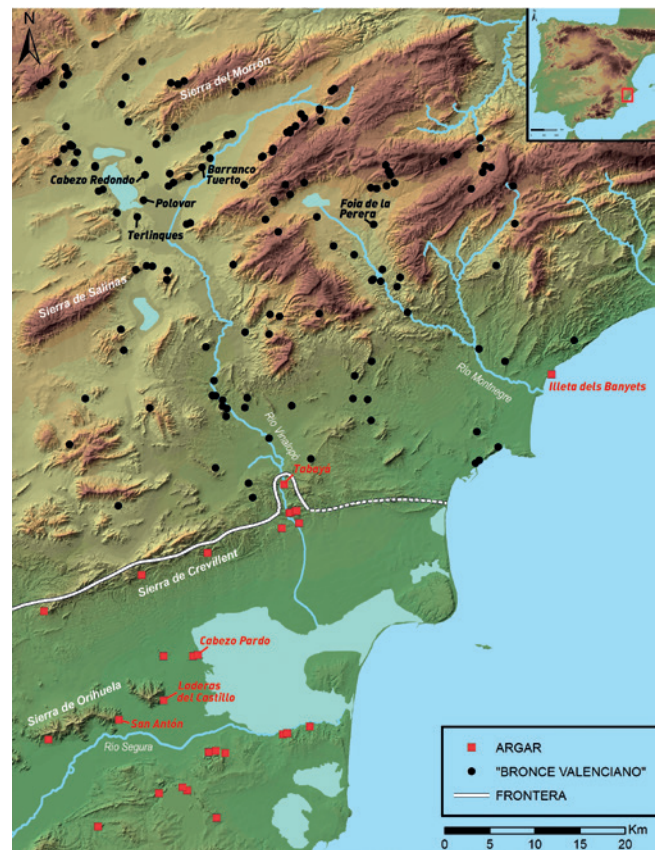 N
Sierra del Morrón
Barranco
Tuerto
Cabezo Redondo
Polovar
Foia de la
Perera
Terlinques
Sierra de Salinas
Río Montnegre
Illeta dels Banyets
Río Vinalopó
Tabayá
Sierra de Crevillent
Cabezo Pardo
Laderas
del Castillo
Sierra de Orihuela
San Antón
Río Segura
ARGAR
"BRONCE VALENCIANO"
FRONTERA
Km
0 5 10 20